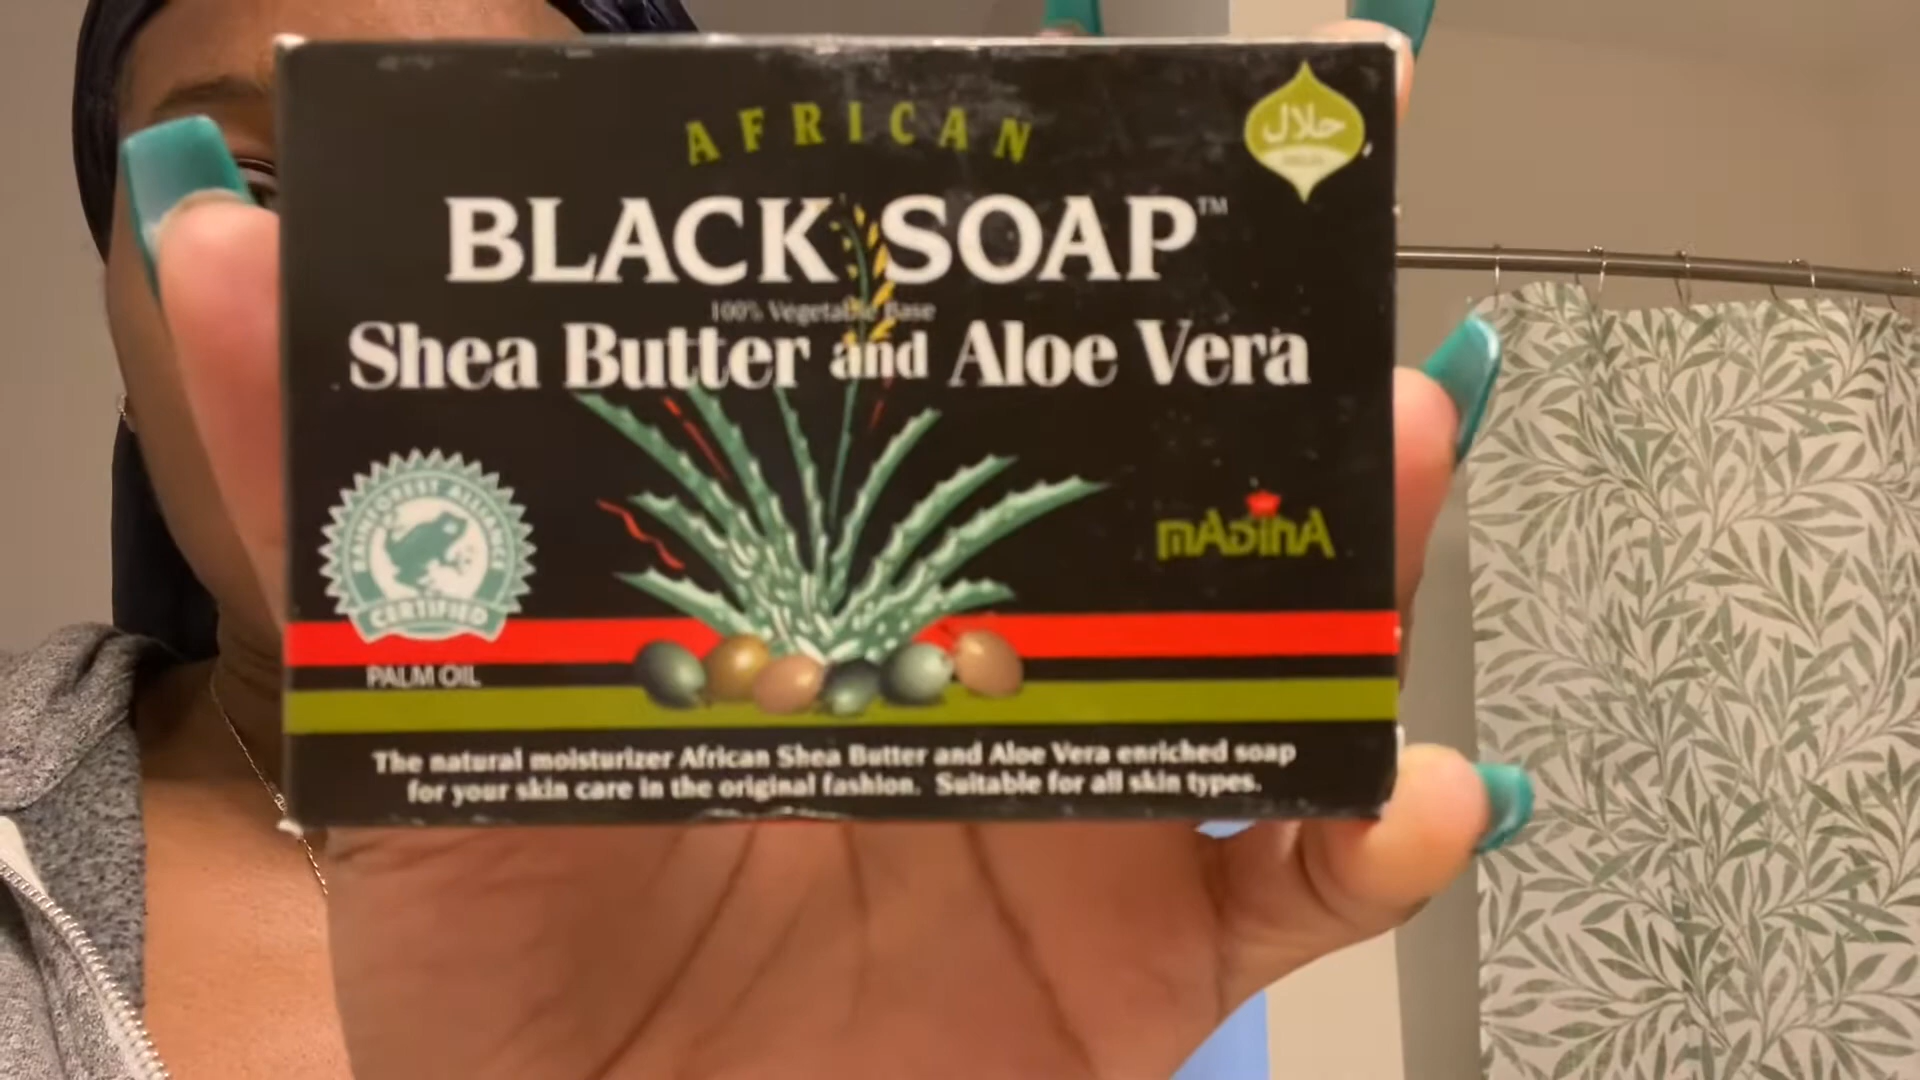 AFRICAN
BLACK SOAP™
100% Vegetable Base
Shea Butter and Aloe Vera
حلال
RAINFOREST ALLIANCE
CERTIFIED
PALM OIL
MADINA
The natural moisturizer African Shea Butter and Aloe Vera enriched soap
for your skin care in the original fashion. Suitable for all skin types.